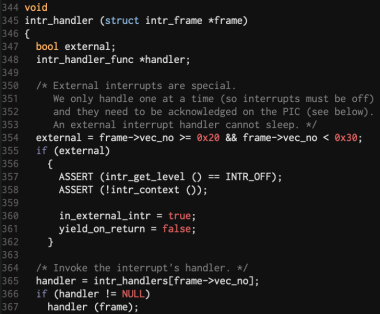 344 void
345 intr_handler (struct intr_frame *frame)
346 {
347   bool external;
348   intr_handler_func *handler;
349
350   /* External interrupts are special.
351      We only handle one at a time (so interrupts must be off)
352      and they need to be acknowledged on the PIC (see below).
353      An external interrupt handler cannot sleep. */
354   external = frame->vec_no >= 0x20 && frame->vec_no < 0x30;
355   if (external)
356     {
357       ASSERT (intr_get_level () == INTR_OFF);
358       ASSERT (!intr_context ());
359
360       in_external_intr = true;
361       yield_on_return = false;
362     }
363
364   /* Invoke the interrupt's handler. */
365   handler = intr_handlers[frame->vec_no];
366   if (handler != NULL)
367     handler (frame);